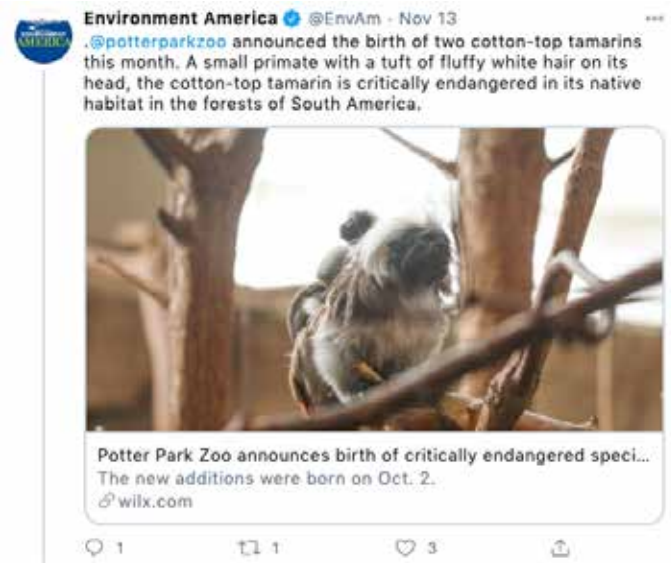 Environment America @EnvAm · Nov 13
.@potterparkzoo announced the birth of two cotton-top tamarins
this month. A small primate with a tuft of fluffy white hair on its
head, the cotton-top tamarin is critically endangered in its native
habitat in the forests of South America.
Potter Park Zoo announces birth of critically endangered speci...
The new additions were born on Oct. 2.
wilx.com
1 1 3